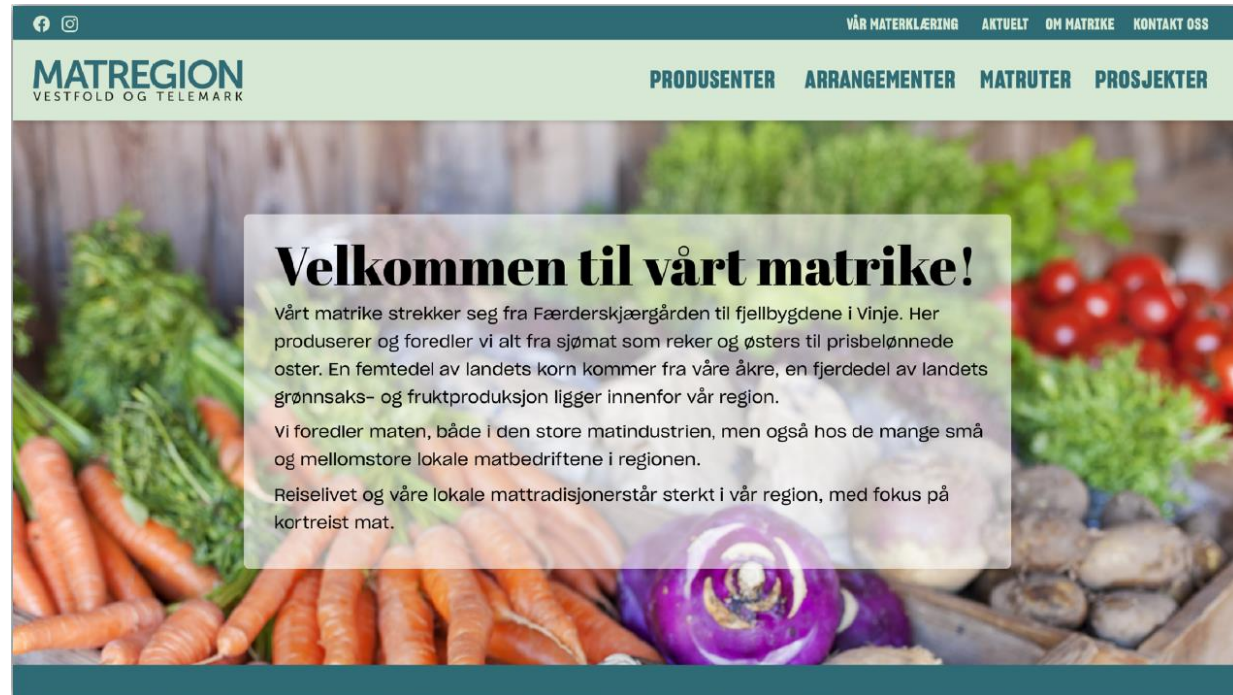 VÅR MATERKLÆRING AKTUELT OM MATRIKE KONTAKT OSS
MATREGION
VESTFOLD OG TELEMARK
PRODUSENTER ARRANGEMENTER MATRUTER PROSJEKTER
Velkommen til vårt matrike!
Vårt matrike strekker seg fra Færderskjærgården til fjellbygdene i Vinje. Her
produserer og foredler vi alt fra sjømat som reker og østers til prisbelønnede
oster. En femtedel av landets korn kommer fra våre åkre, en fjerdedel av landets
grønnsaks- og fruktproduksjon ligger innenfor vår region.
Vi foredler maten, både i den store matindustrien, men også hos de mange små
og mellomstore lokale matbedriftene i regionen.
Reiselivet og våre lokale mattradisjonerstår sterkt i vår region, med fokus på
kortreist mat.